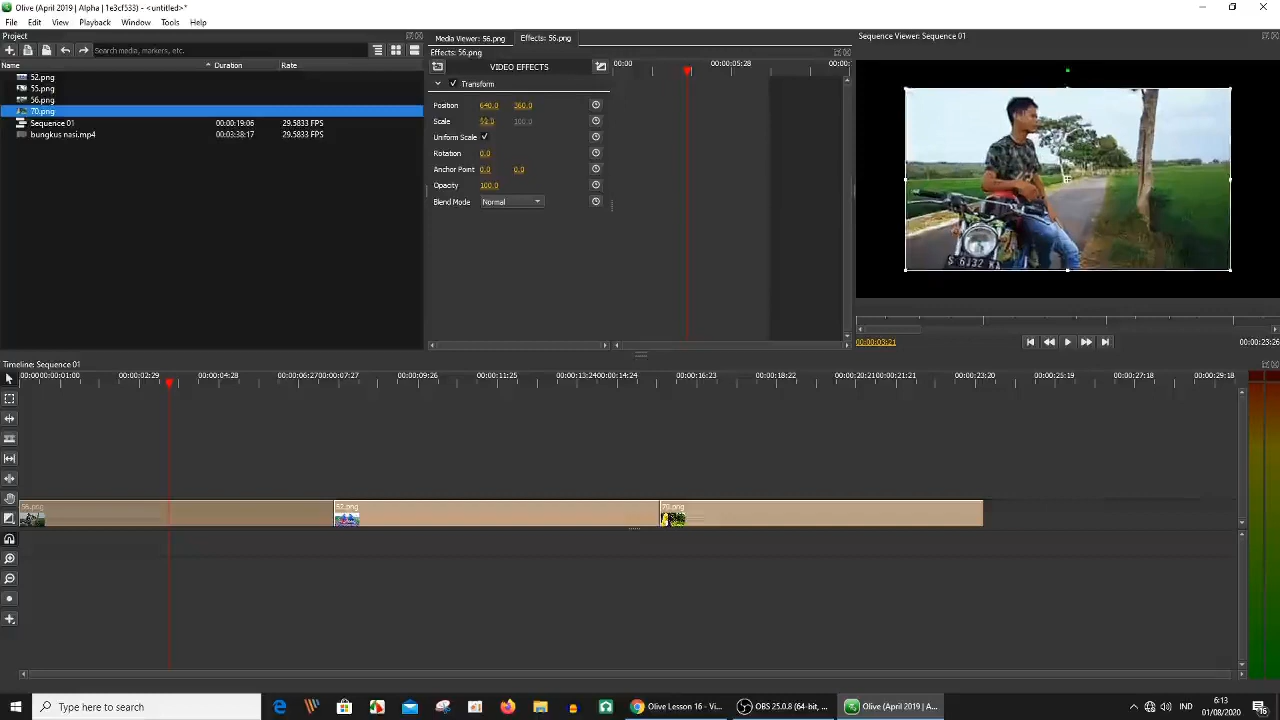 Olive (April 2019 | Alpha | 1e3cf533) - <untitled>*
File Edit View Playback Window Tools Help
Project
Search media, markers, etc.
Name Duration Rate
52.png
55.png
56.png
70.png
Sequence 01 00:00:19:06 29.5833 FPS
bungkus nasi.mp4 00:03:38:17 29.5833 FPS
Media Viewer: 56.png Effects: 56.png
Effects: 56.png
VIDEO EFFECTS
00:00 00:00:05:28
Transform
Position 640.0 360.0
Scale 100.0
Uniform Scale
Rotation 0.0
Anchor Point 0.0 0.0
Opacity 100.0
Blend Mode Normal
Sequence Viewer: Sequence 01
S 6332 KA
00:00:03:21 00:00:23:26
Timeline: Sequence 01
00:00:00:00 00:00:01:00 00:00:02:29 00:00:04:28 00:00:06:27 00:00:07:27 00:00:09:26 00:00:11:25 00:00:13:24 00:00:14:24 00:00:16:23 00:00:18:22 00:00:20:21 00:00:21:21 00:00:23:20 00:00:25:19 00:00:27:18 00:00:29:18
56.png 52.png 70.png
Type here to search
Olive Lesson 16 - Vi...
OBS 25.0.8 (64-bit, ...
Olive (April 2019 | A...
IND
6:13
01/08/2020